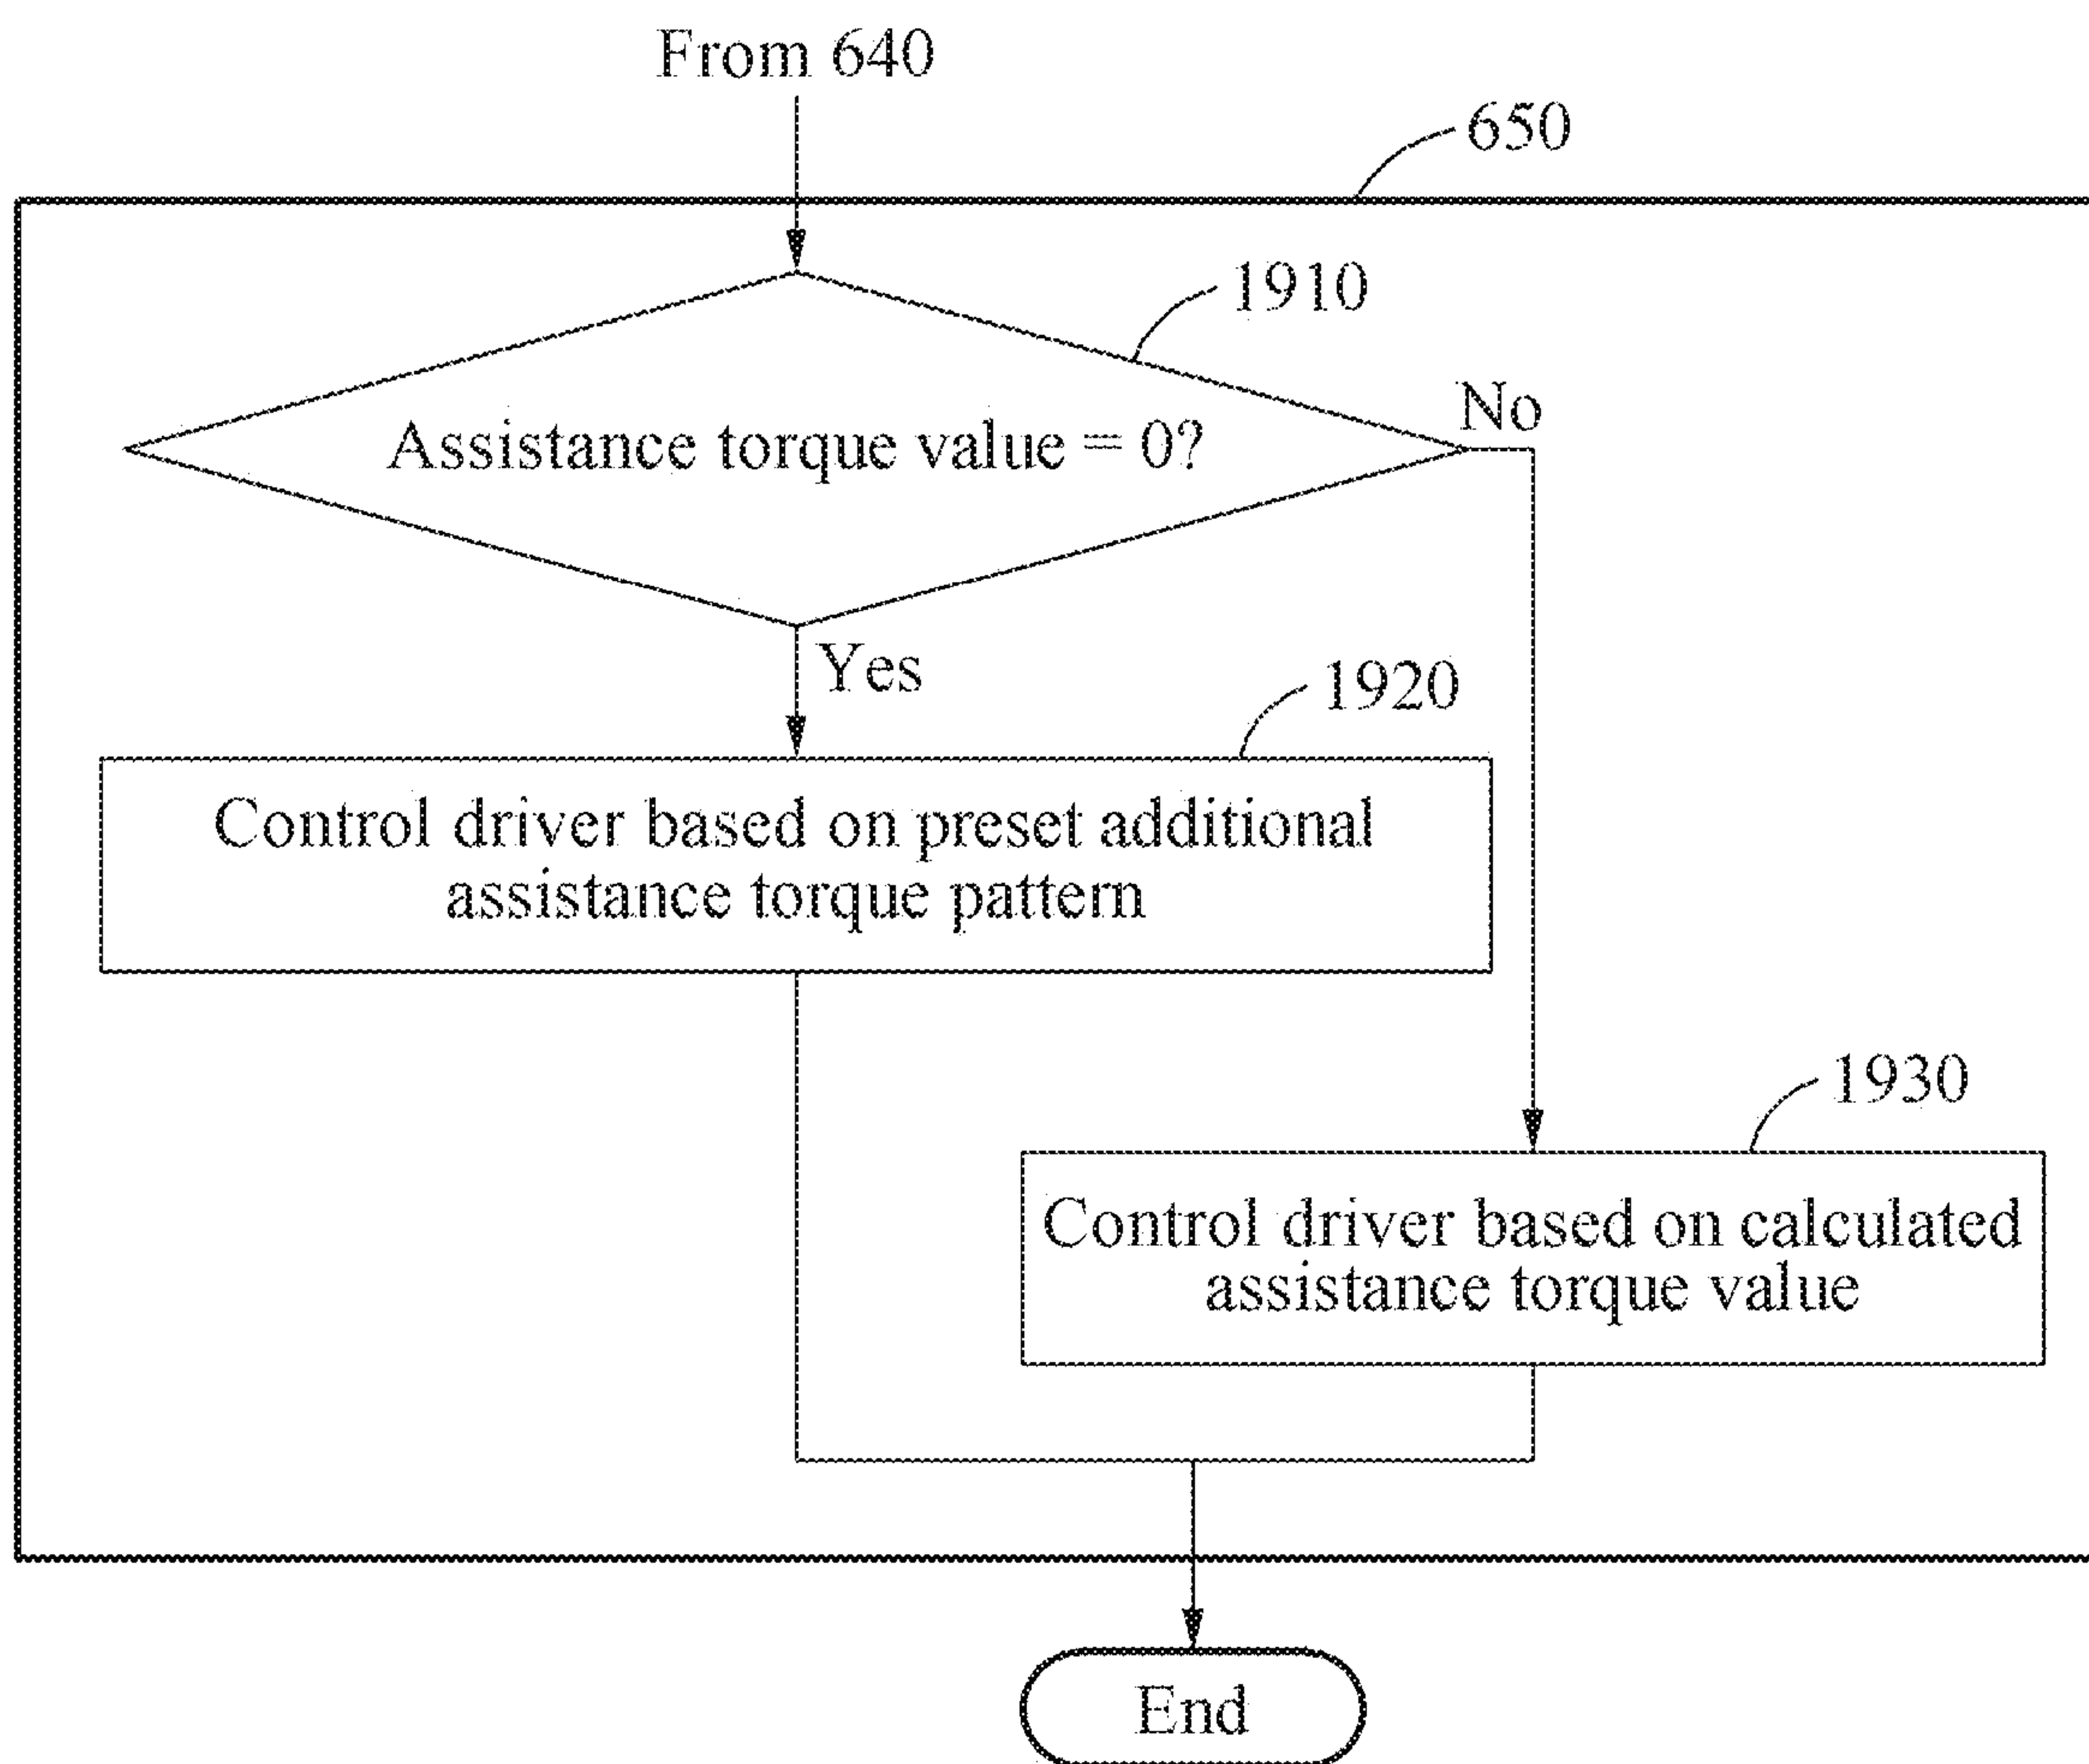 From 640
650
1910
No
Assistance torque value = 0?
Yes
1920
Control driver based on preset additional
assistance torque pattern
1930
Control driver based on calculated
assistance torque value
End